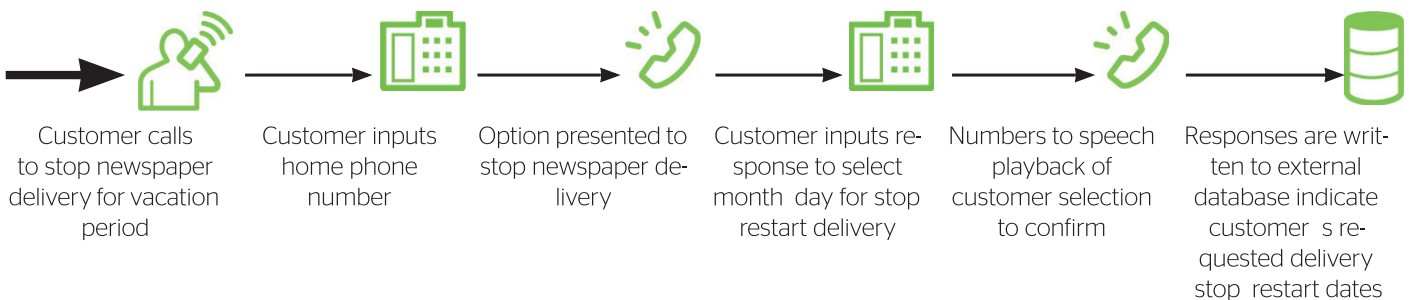 Customer calls
to stop newspaper
delivery for vacation
period
Customer inputs
home phone
number
Option presented to
stop newspaper de-
livery
Customer inputs re-
sponse to select
month day for stop
restart delivery
Numbers to speech
playback of
customer selection
to confirm
Responses are writ-
ten to external
database indicate
customer s re-
quested delivery
stop restart dates